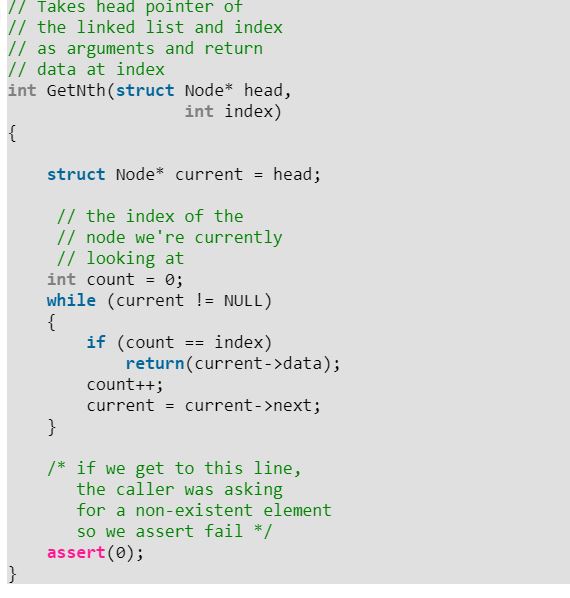 // Takes head pointer of
// the linked list and index
// as arguments and return
// data at index
int GetNth(struct Node* head,
                  int index)
{
    struct Node* current = head;
     // the index of the
     // node we're currently
     // looking at
    int count = 0;
    while (current != NULL)
    {
        if (count == index)
            return(current->data);
        count++;
        current = current->next;
    }
    /* if we get to this line,
       the caller was asking
       for a non-existent element
       so we assert fail */
    assert(0);
}